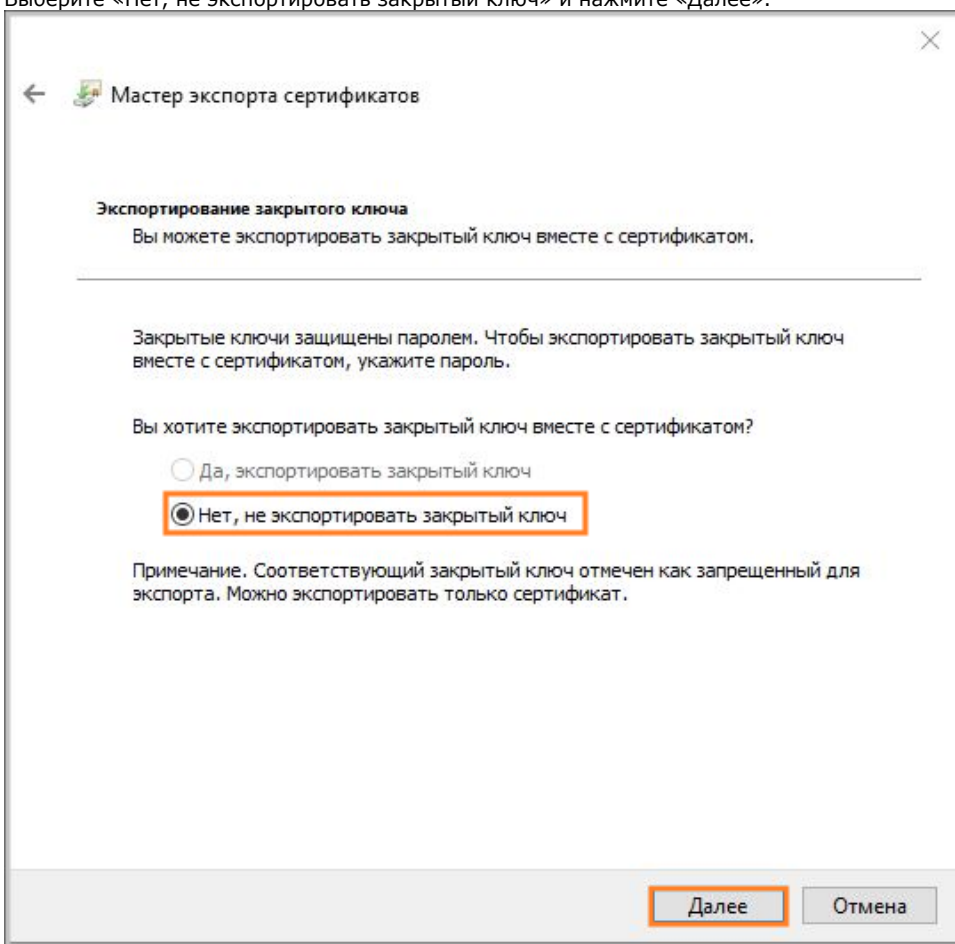 Выберите «Нет, не экспортировать закрытый ключ» и нажмите «Далее».
Мастер экспорта сертификатов
Экспортирование закрытого ключа
Вы можете экспортировать закрытый ключ вместе с сертификатом.
Закрытые ключи защищены паролем. Чтобы экспортировать закрытый ключ
вместе с сертификатом, укажите пароль.
Вы хотите экспортировать закрытый ключ вместе с сертификатом?
Да, экспортировать закрытый ключ
Нет, не экспортировать закрытый ключ
Примечание. Соответствующий закрытый ключ отмечен как запрещенный для
экспорта. Можно экспортировать только сертификат.
Далее
Отмена